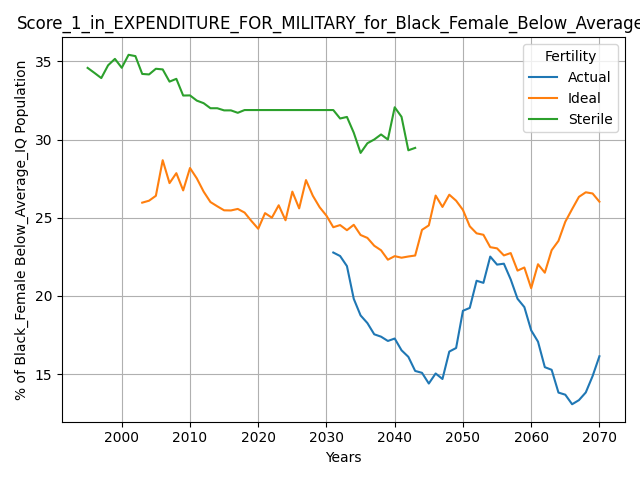 Score_1_in_EXPENDITURE_FOR_MILITARY_for_Black_Female_Below_Average
Fertility
Actual
Ideal
Sterile
% of Black_Female Below_Average_IQ Population
35
30
25
20
15
2000 2010 2020 2030 2040 2050 2060 2070
Years